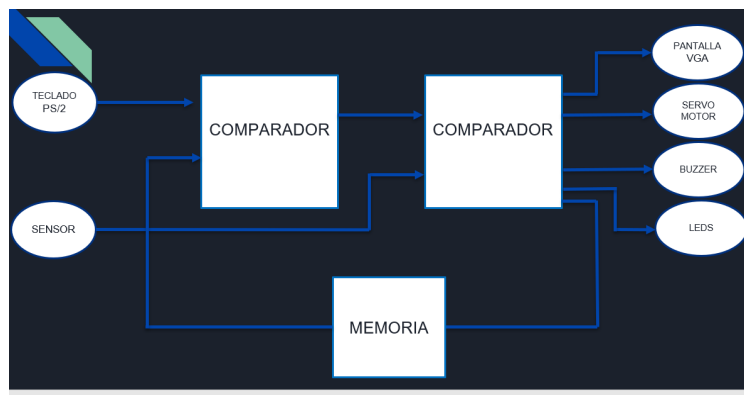 PANTALLA
VGA
TECLADO
PS/2
COMPARADOR
COMPARADOR
SERVO
MOTOR
BUZZER
SENSOR
LEDS
MEMORIA